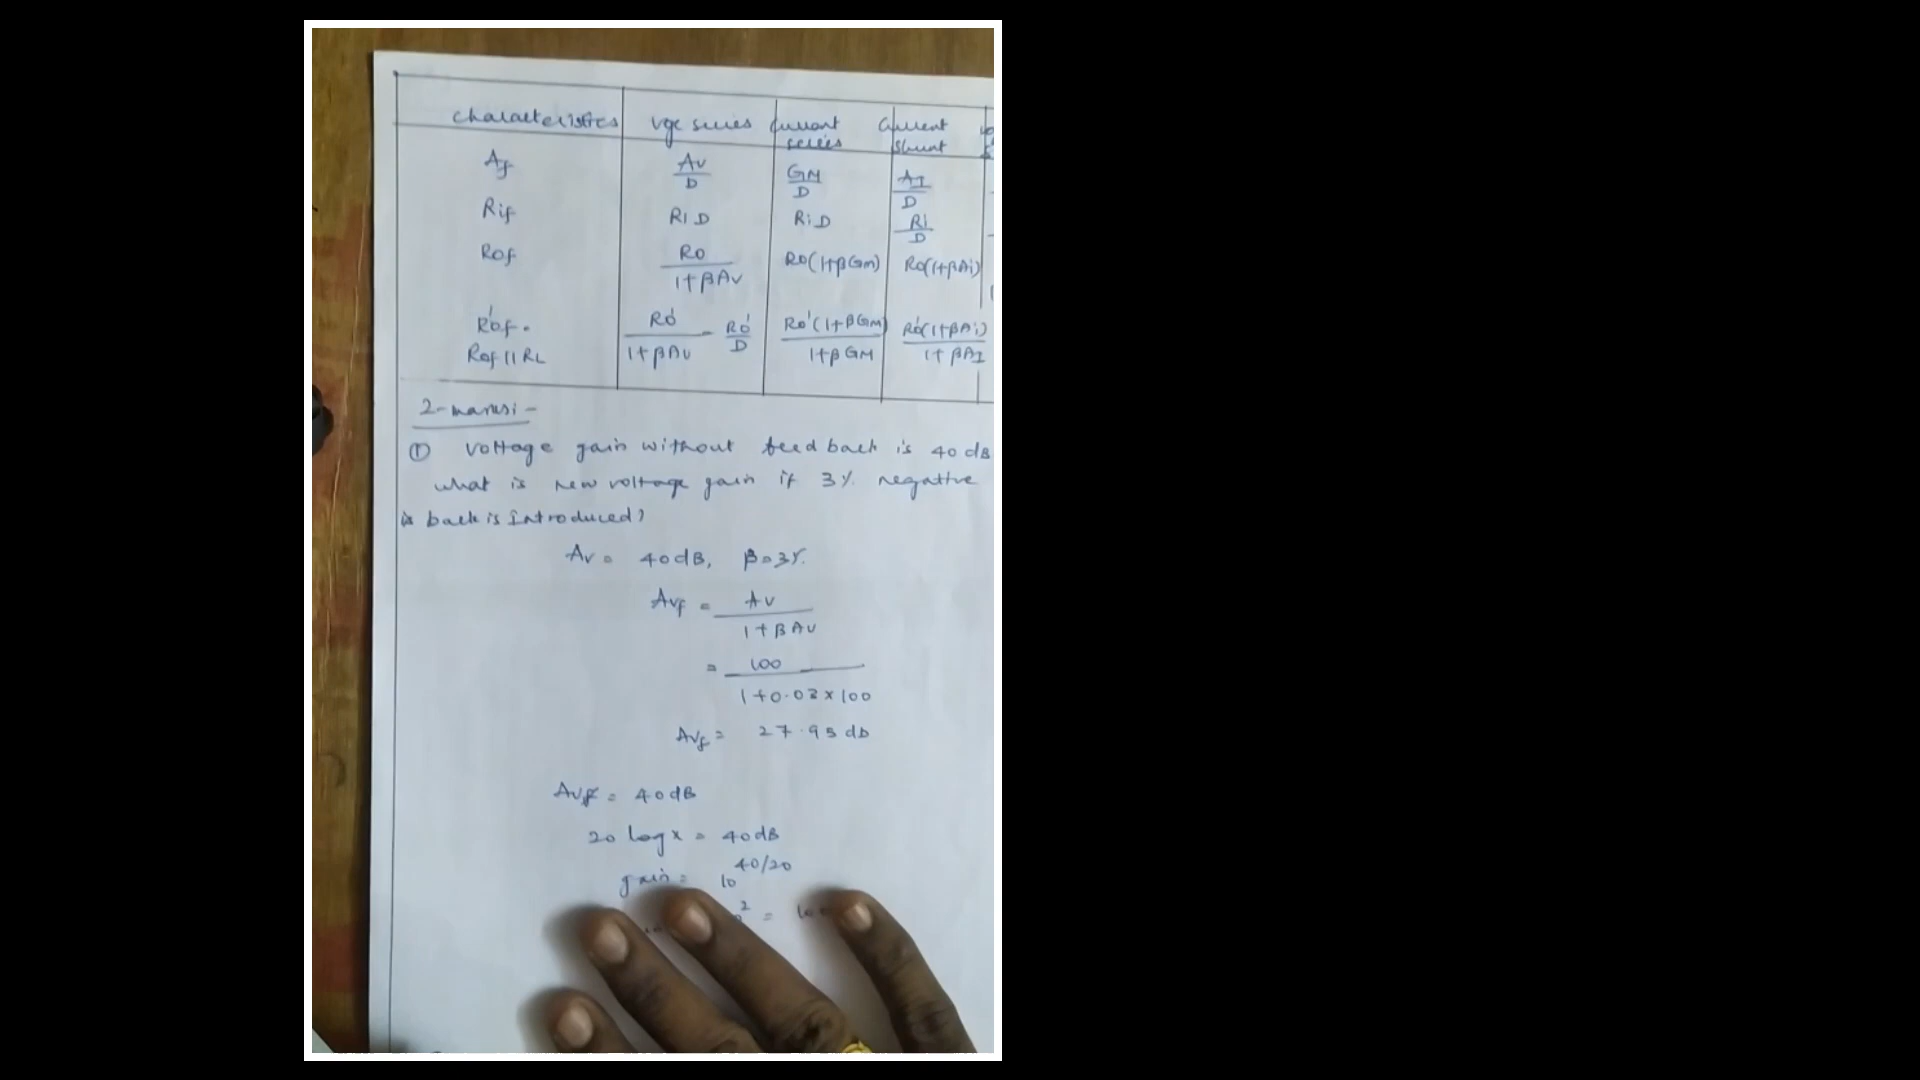 characteristics vge series current series current shunt
Af Av/D GM/D AI/D
Rif Ri D Ri D Ri/D
Rof Ro/1+βAv Ro(1+βGm) Ro(1+βAi)
R'of = Ro'/1+βAv - Ro'/D Ro'(1+βGM)/1+βGM Ro'(1+βAi)/1+βAI
Rof || RL
2-marks:-
① voltage gain without feed back is 40 dB
what is new voltage gain if 3% negative
back is introduced?
Av = 40dB, β=3%.
Avf = Av
1+βAv
= 100
1+0.03×100
Avf = 27.95 db
Avf = 40dB
20 log x = 40dB
gain = 10 40/20
2 =